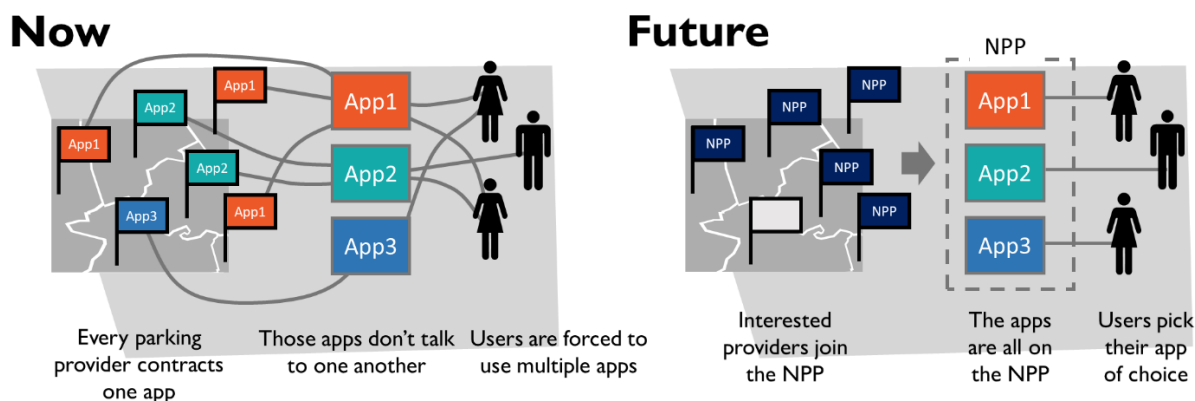 Now
App1
App2
App1
App2
App3
App1
App1
App2
App3
Every parking
provider contracts
one app
Those apps don't talk
to one another
Users are forced to
use multiple apps
Future
NPP
NPP
NPP
NPP
NPP
NPP
App1
App2
App3
Interested
providers join
the NPP
The apps
are all on
the NPP
Users pick
their app
of choice